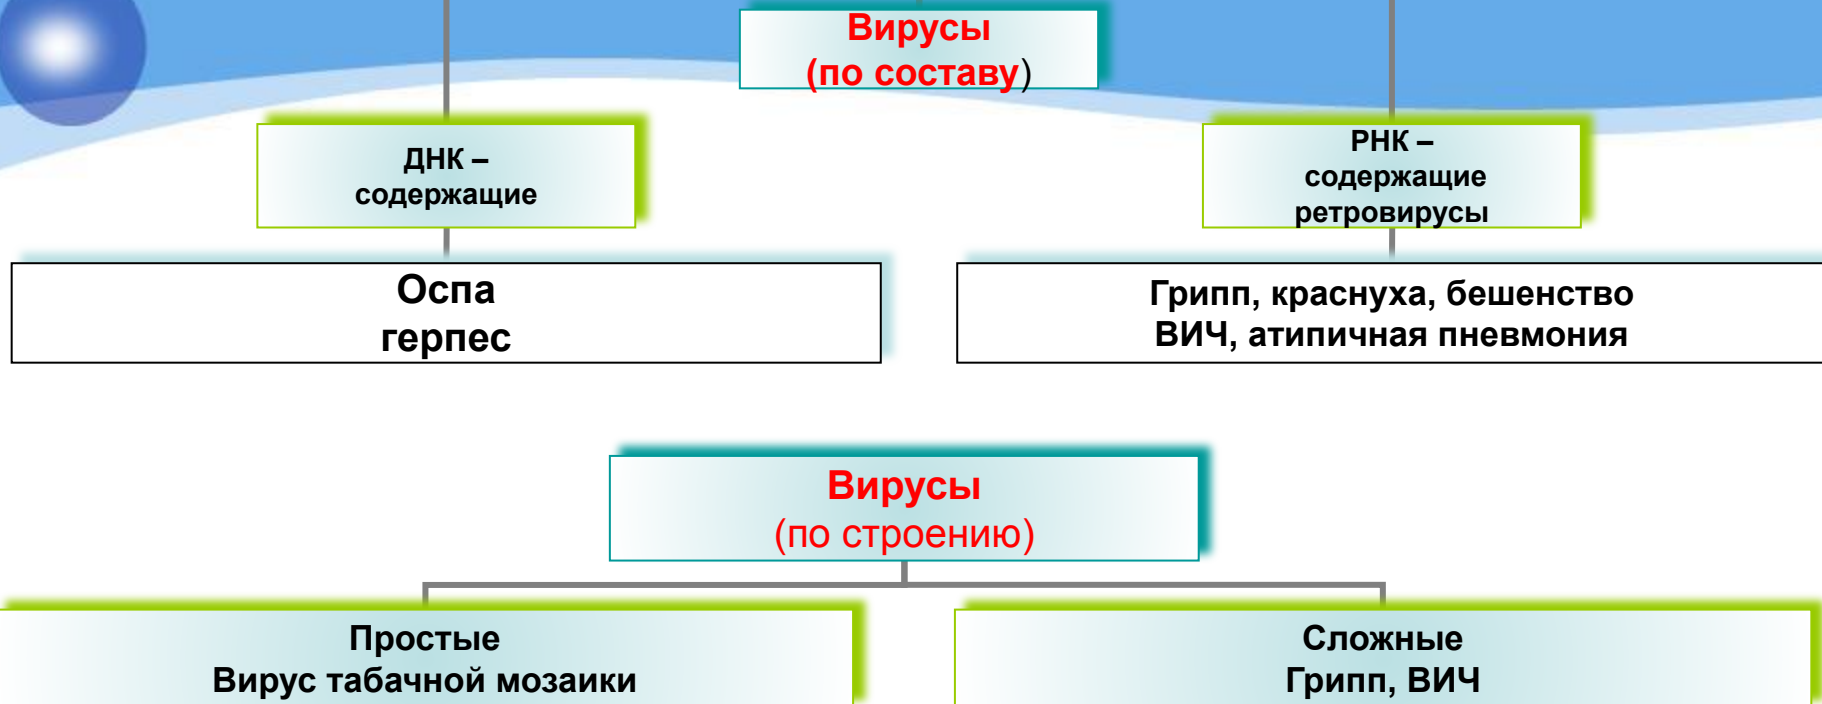 Вирусы
(по составу)
ДНК –
содержащие
РНК –
содержащие
ретровирусы
Оспа
герпес
Грипп, краснуха, бешенство
ВИЧ, атипичная пневмония
Вирусы
(по строению)
Простые
Вирус табачной мозаики
Сложные
Грипп, ВИЧ